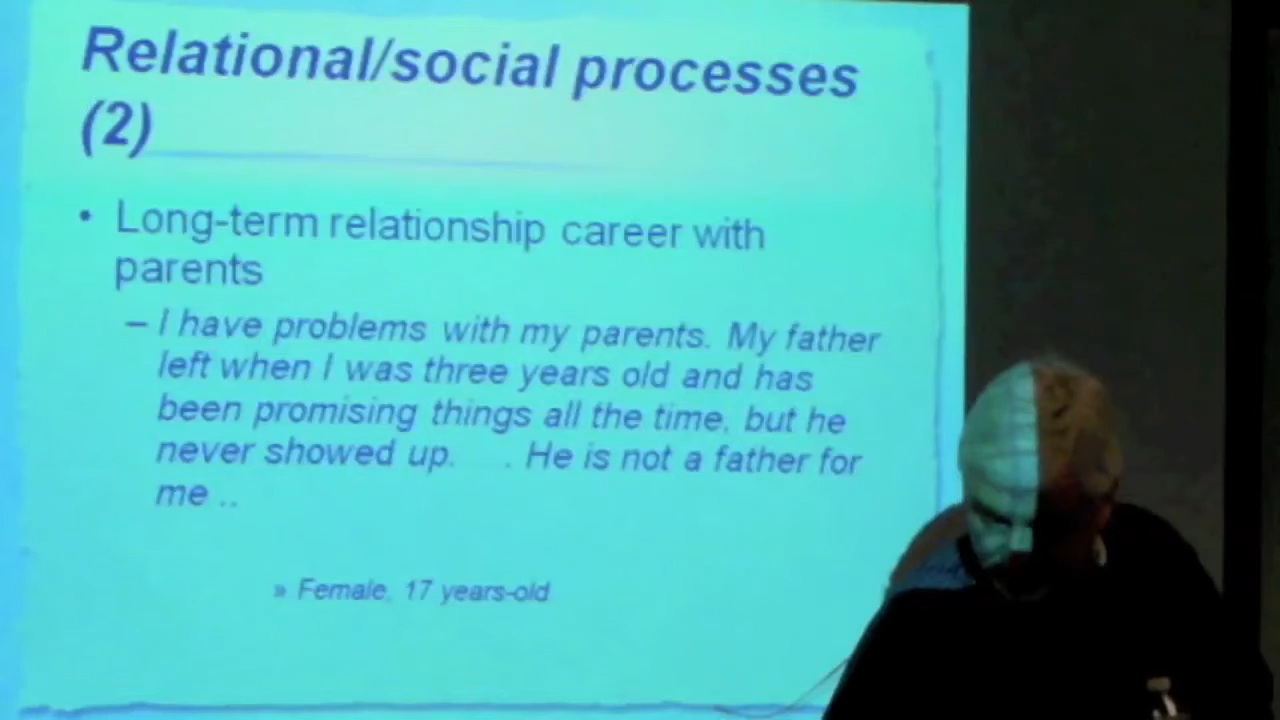 Relational/social processes
(2)
• Long-term relationship career with
parents
– I have problems with my parents. My father
left when I was three years old and has
been promising things all the time, but he
never showed up.    . He is not a father for
me ..
» Female, 17 years-old